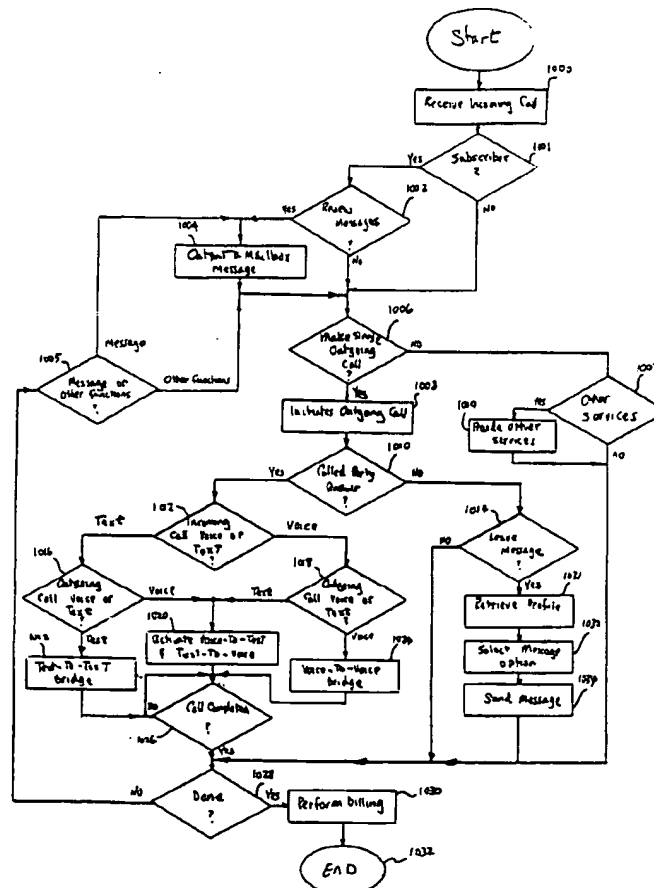 Start
1000
Receive Incoming Call
1001
Subscriber
?
Yes
NO
1002
Review
Messages
?
Yes
NO
1004
Output
Mailbox
Message
1006
Make Single
Outgoing
Call
?
NO
Yes
Message
1005
Message or
Other Functions
?
Other Functions
1008
Initiates Outgoing Call
Other
Services
Yes
NO
Other
Services
1010
Called Party
Answer
?
Yes
NO
1012
Incoming
Call Voice or
Text
?
Text
Voice
1014
Leave
Message
?
NO
Yes
1016
Outgoing
Call Voice or
Text
?
Voice
Text
1018
Outgoing
Call Voice or
Text
?
Text
Voice
1020
Activate Voice-To-Text
& Text-To-Voice
Text-To-Text
Bridge
1024
Voice-To-Voice
Bridge
Retrieve Profile
Select Message
option
Send Message
1026
Call Completed
?
NO
Yes
1028
Done
?
NO
Yes
1030
Perform billing
1032
END